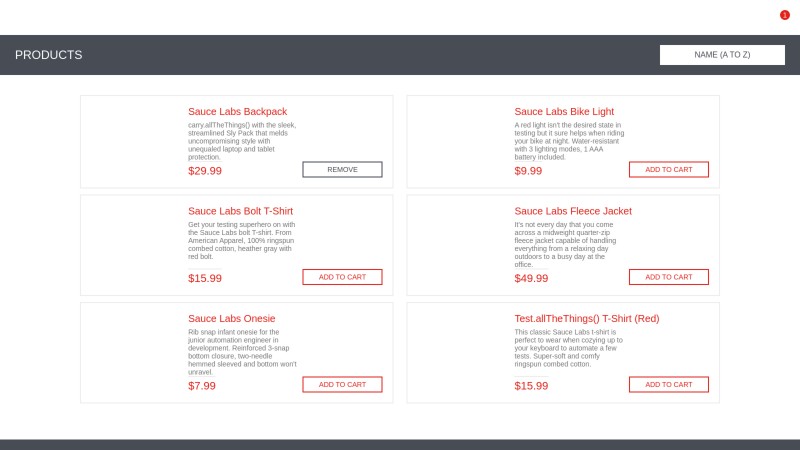 1
PRODUCTS
NAME (A TO Z)
Sauce Labs Backpack
carry.allTheThings() with the sleek,
streamlined Sly Pack that melds
uncompromising style with
unequaled laptop and tablet
protection.
$29.99
REMOVE
Sauce Labs Bike Light
A red light isn't the desired state in
testing but it sure helps when riding
your bike at night. Water-resistant
with 3 lighting modes, 1 AAA
battery included.
$9.99
ADD TO CART
Sauce Labs Bolt T-Shirt
Get your testing superhero on with
the Sauce Labs bolt T-shirt. From
American Apparel, 100% ringspun
combed cotton, heather gray with
red bolt.
$15.99
ADD TO CART
Sauce Labs Fleece Jacket
It's not every day that you come
across a midweight quarter-zip
fleece jacket capable of handling
everything from a relaxing day
outdoors to a busy day at the
office.
$49.99
ADD TO CART
Sauce Labs Onesie
Rib snap infant onesie for the
junior automation engineer in
development. Reinforced 3-snap
bottom closure, two-needle
hemmed sleeved and bottom won't
unravel.
$7.99
ADD TO CART
Test.allTheThings() T-Shirt (Red)
This classic Sauce Labs t-shirt is
perfect to wear when cozying up to
your keyboard to automate a few
tests. Super-soft and comfy
ringspun combed cotton.
$15.99
ADD TO CART